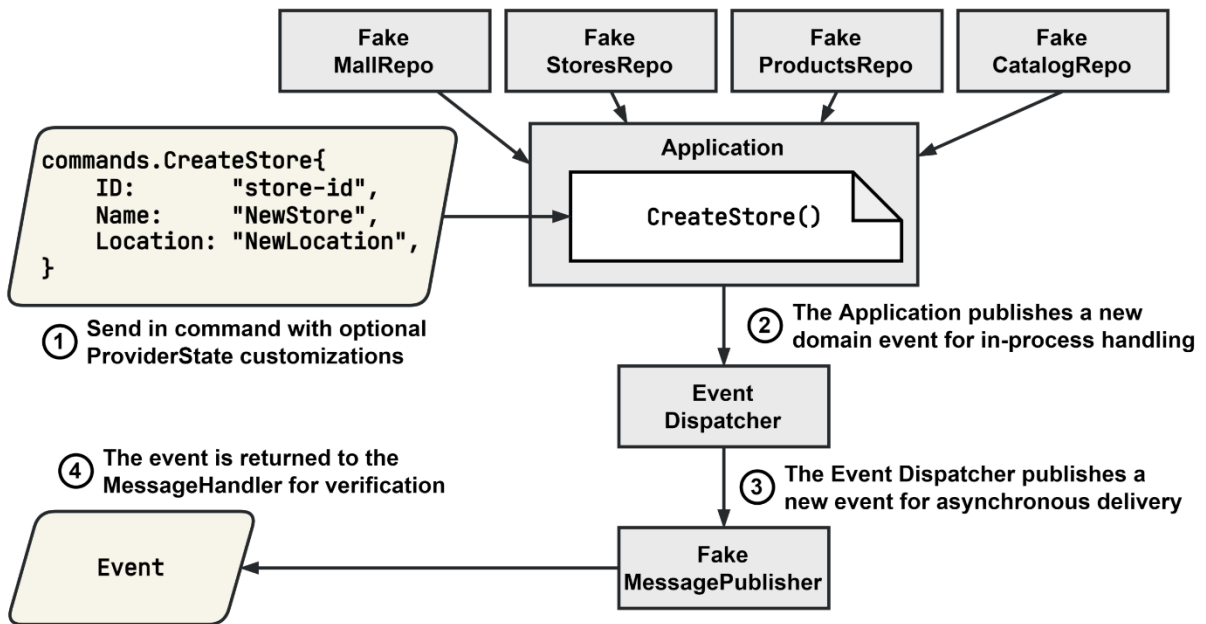 Fake
MallRepo
Fake
StoresRepo
Fake
ProductsRepo
Fake
CatalogRepo
Application
CreateStore()
commands.CreateStore{
    ID:       "store-id",
    Name:     "NewStore",
    Location: "NewLocation",
}
1 Send in command with optional
ProviderState customizations
2 The Application publishes a new
domain event for in-process handling
Event
Dispatcher
3 The Event Dispatcher publishes a
new event for asynchronous delivery
4 The event is returned to the
MessageHandler for verification
Fake
MessagePublisher
Event